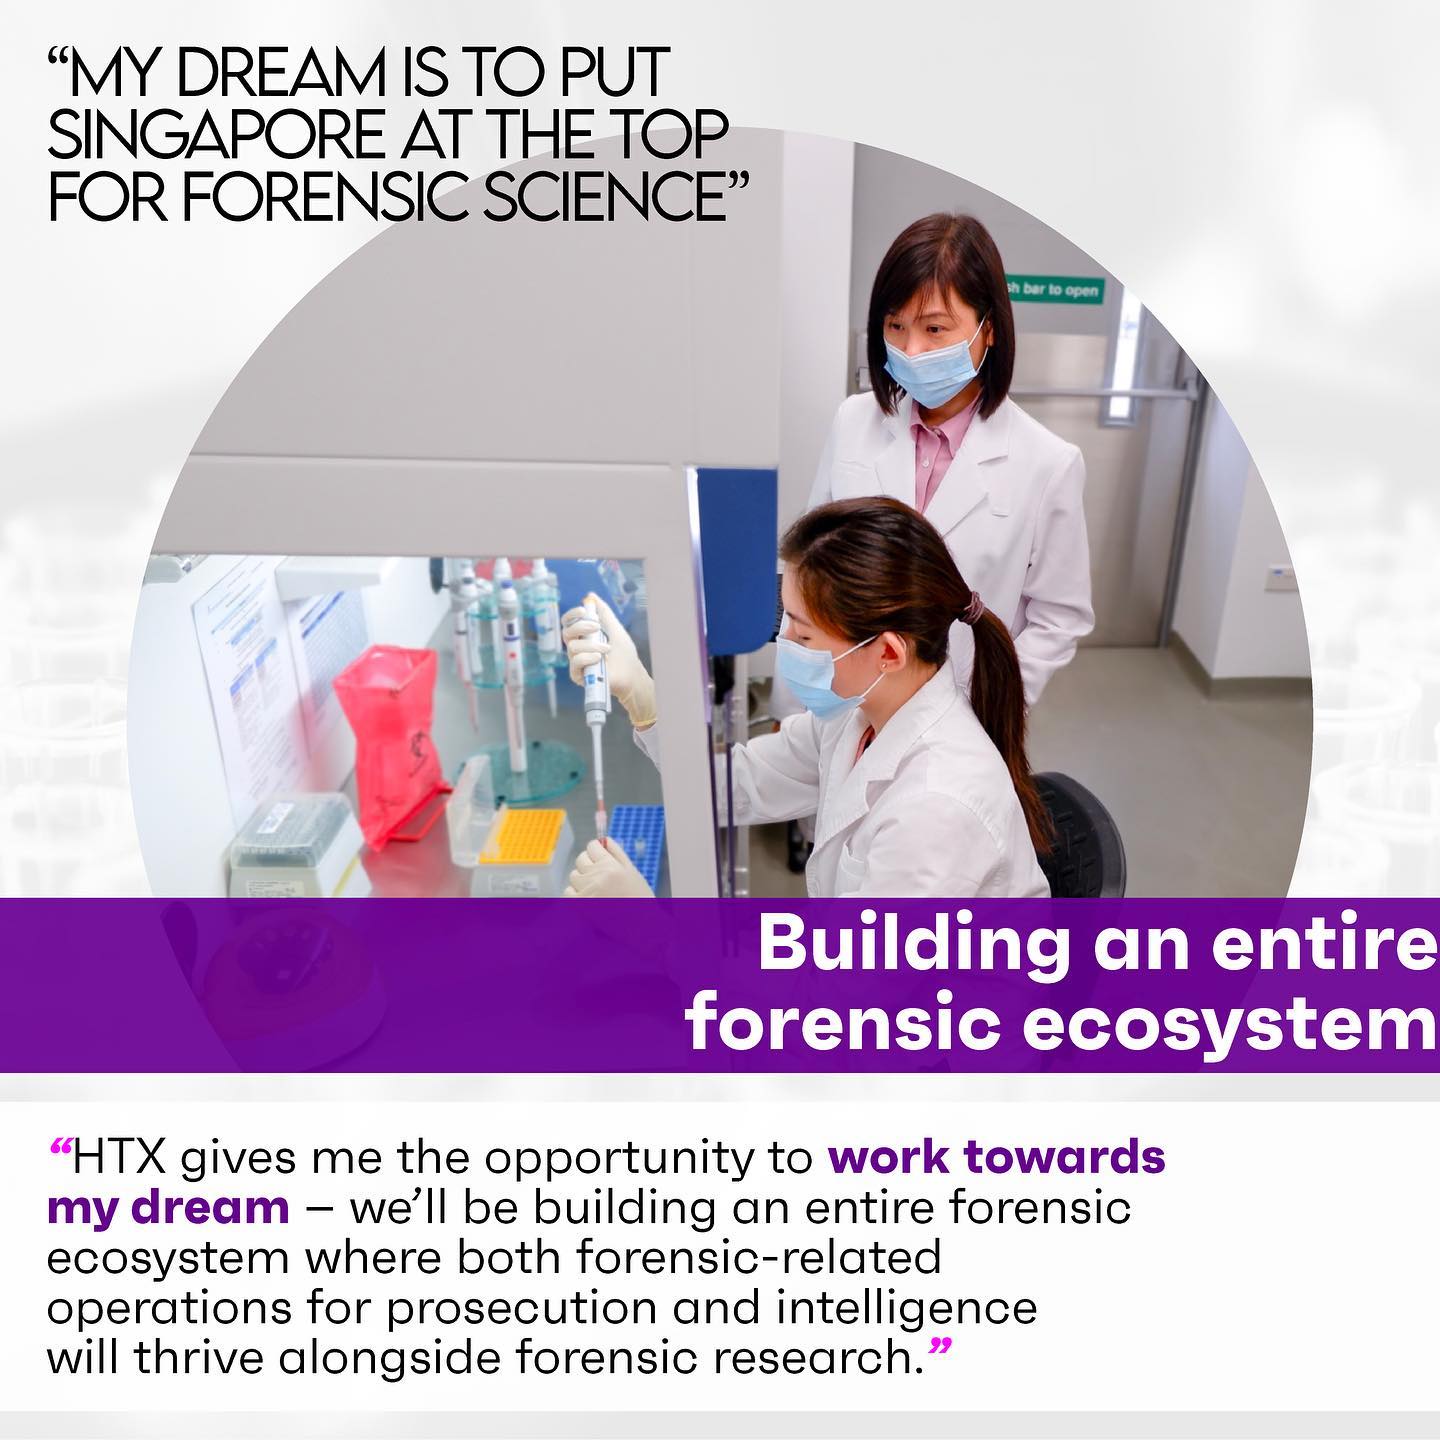 “MY DREAM IS TO PUT
SINGAPORE AT THE TOP
FOR FORENSIC SCIENCE”
bar to open
Building an entire
forensic ecosystem
“HTX gives me the opportunity to work towards
my dream – we’ll be building an entire forensic
ecosystem where both forensic-related
operations for prosecution and intelligence
will thrive alongside forensic research.”